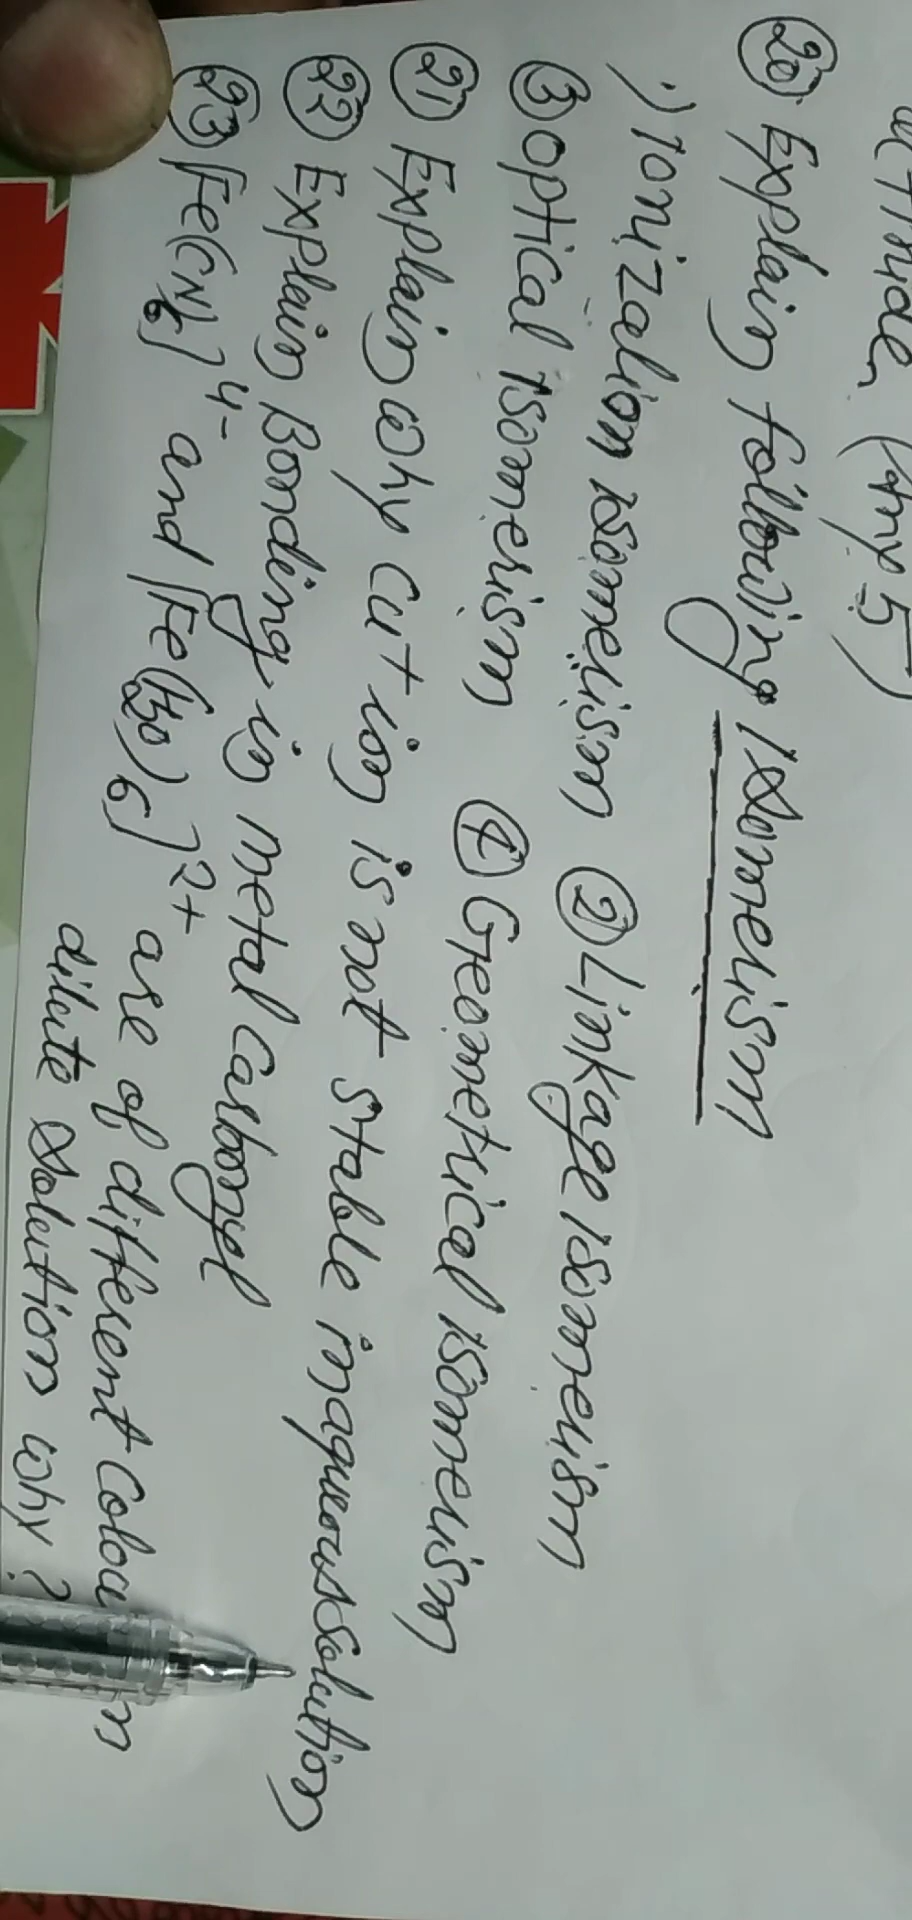 actinide (Any-5)
20 Explain following Isomerism
1) Ionization isomerism 2 Linkage isomerism
3 optical isomerism 4 Geometrical isomerism
21 Explain why Cu+ ion is not stable in aqueous solution
22 Explain Bonding in metal carbonyl
23 [Fe(CN)6]4- and [Fe(H2O)6]2+ are of different colou n
dilute solution why?